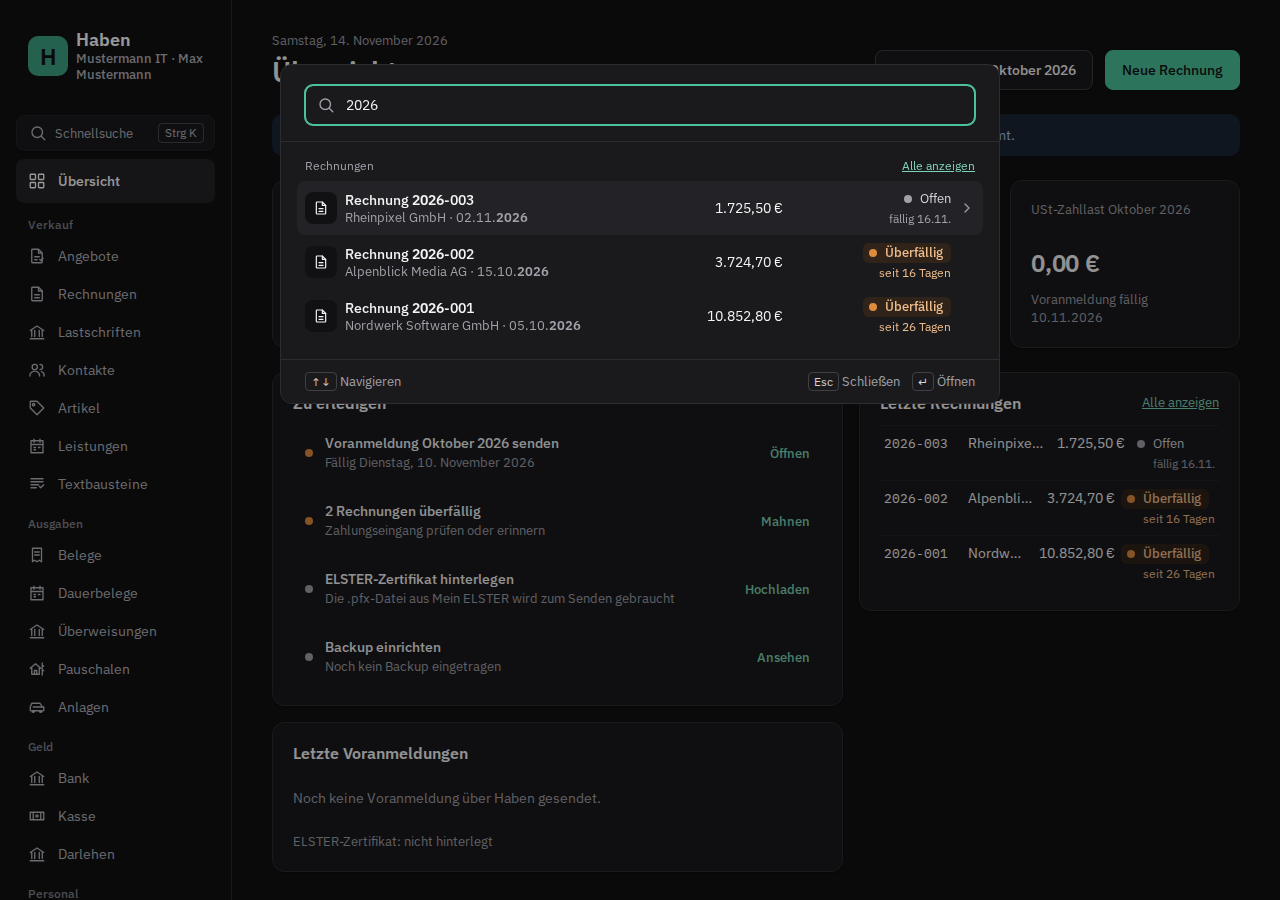 H
Haben
Mustermann IT · Max
Mustermann
Schnellsuche
Strg K
Übersicht
Verkauf
Angebote
Rechnungen
Lastschriften
Kontakte
Artikel
Leistungen
Textbausteine
Ausgaben
Belege
Dauerbelege
Überweisungen
Pauschalen
Anlagen
Geld
Bank
Kasse
Darlehen
Personal
Samstag, 14. November 2026
Oktober 2026
Neue Rechnung
2026
Rechnungen
Alle anzeigen
Rechnung 2026-003
Rheinpixel GmbH · 02.11.2026
1.725,50 €
Offen
fällig 16.11.
Rechnung 2026-002
Alpenblick Media AG · 15.10.2026
3.724,70 €
Überfällig
seit 16 Tagen
Rechnung 2026-001
Nordwerk Software GmbH · 05.10.2026
10.852,80 €
Überfällig
seit 26 Tagen
↑↓ Navigieren
Esc Schließen
↵ Öffnen
USt-Zahllast Oktober 2026
0,00 €
Voranmeldung fällig
10.11.2026
Zu erledigen
Voranmeldung Oktober 2026 senden
Fällig Dienstag, 10. November 2026
Öffnen
2 Rechnungen überfällig
Zahlungseingang prüfen oder erinnern
Mahnen
ELSTER-Zertifikat hinterlegen
Die .pfx-Datei aus Mein ELSTER wird zum Senden gebraucht
Hochladen
Backup einrichten
Noch kein Backup eingetragen
Ansehen
Letzte Rechnungen
Alle anzeigen
2026-003 Rheinpixe… 1.725,50 € Offen
fällig 16.11.
2026-002 Alpenbli… 3.724,70 € Überfällig
seit 16 Tagen
2026-001 Nordw… 10.852,80 € Überfällig
seit 26 Tagen
Letzte Voranmeldungen
Noch keine Voranmeldung über Haben gesendet.
ELSTER-Zertifikat: nicht hinterlegt